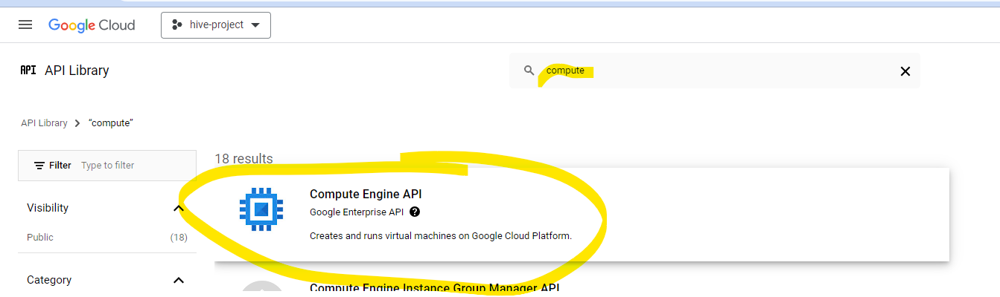 Google Cloud
hive-project
API API Library
compute
API Library
"compute"
Filter Type to filter
18 results
Compute Engine API
Google Enterprise API
Visibility
Creates and runs virtual machines on Google Cloud Platform.
Public (18)
Category
Compute Engine Instance Group Manager API